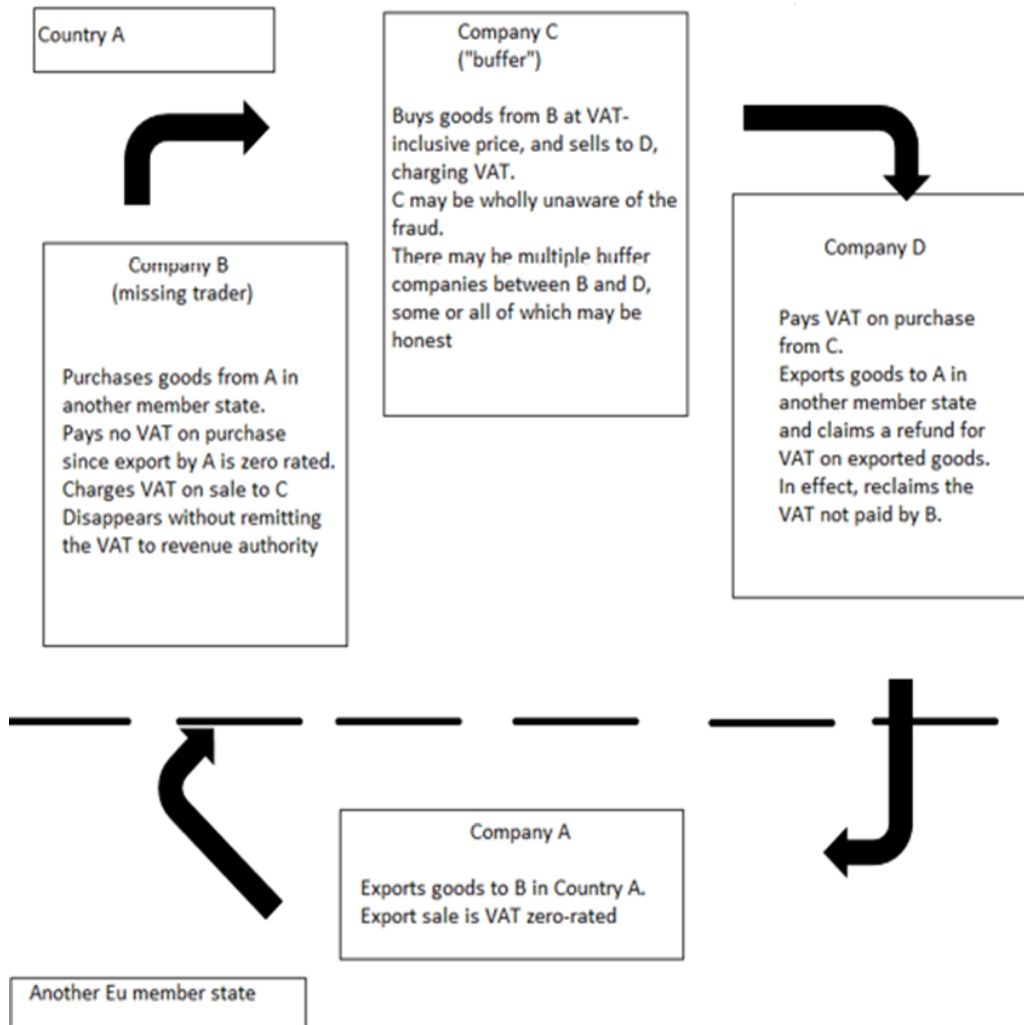 Country A
Company C
("buffer")
Buys goods from B at VAT-
inclusive price, and sells to D,
charging VAT.
C may be wholly unaware of the
fraud.
There may be multiple buffer
companies between B and D,
some or all of which may be
honest
Company B
(missing trader)
Purchases goods from A in
another member state.
Pays no VAT on purchase
since export by A is zero rated.
Charges VAT on sale to C
Disappears without remitting
the VAT to revenue authority
Company D
Pays VAT on purchase
from C.
Exports goods to A in
another member state
and claims a refund for
VAT on exported goods.
In effect, reclaims the
VAT not paid by B.
Company A
Exports goods to B in Country A.
Export sale is VAT zero-rated
Another Eu member state